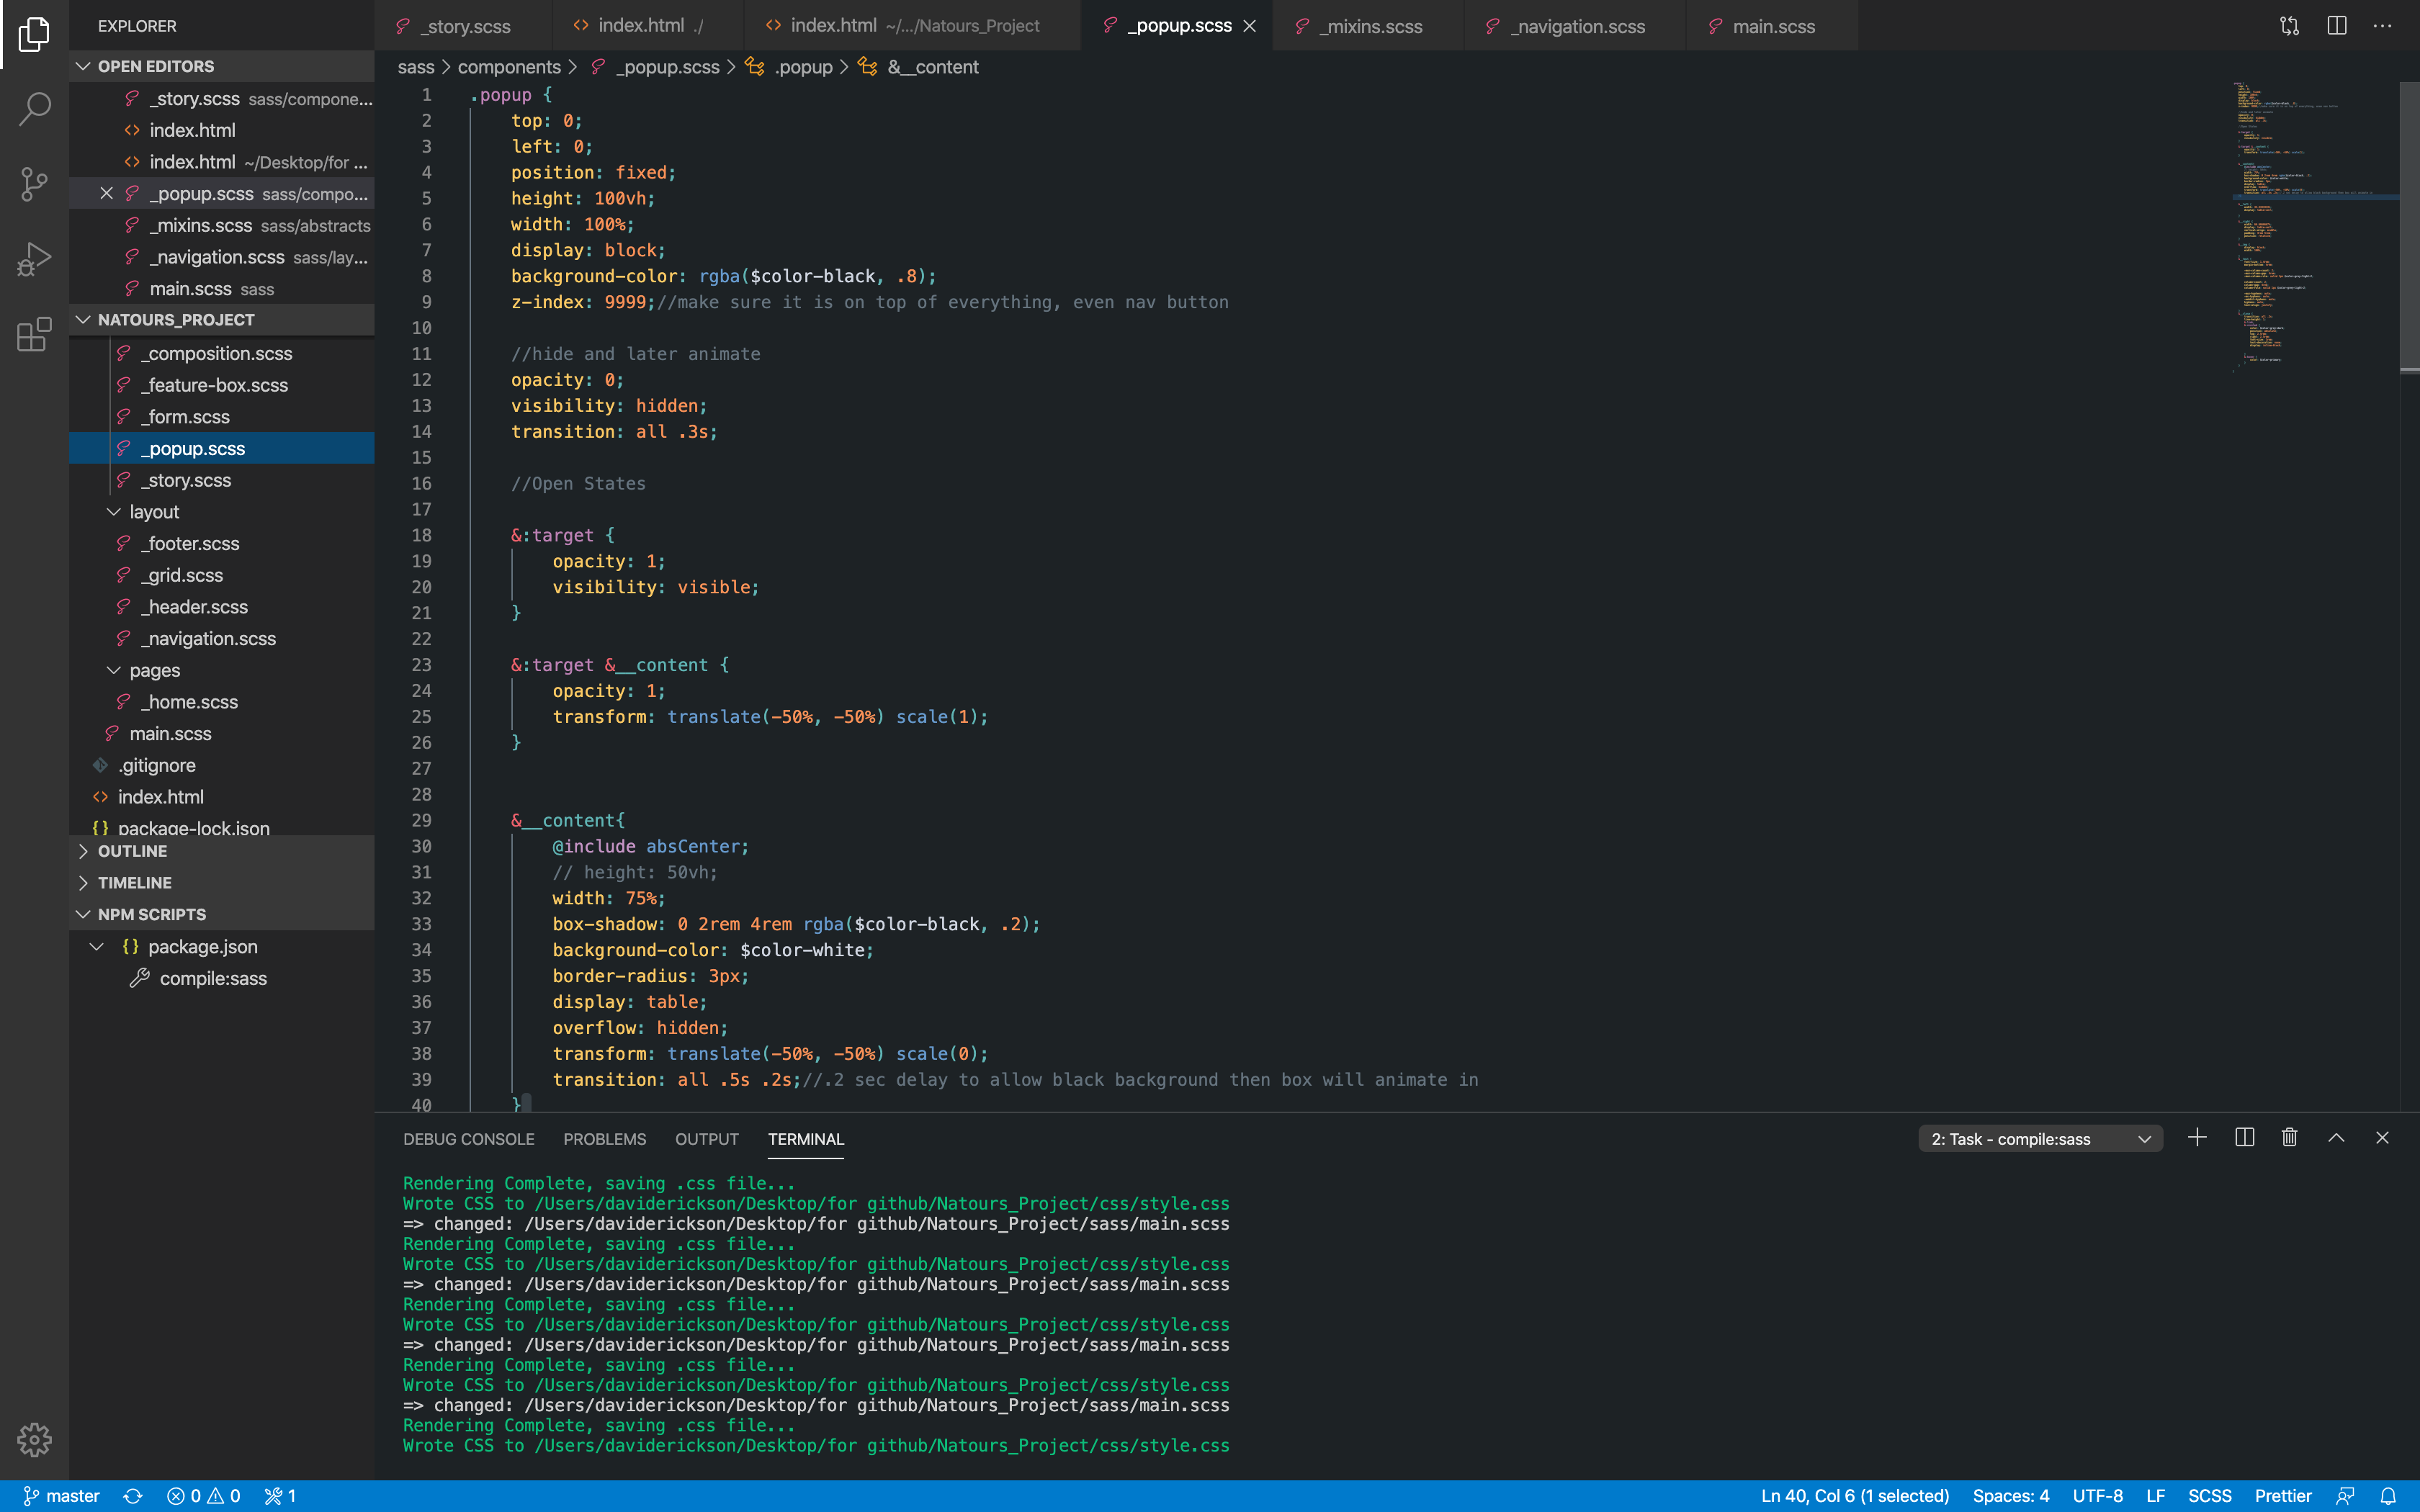 EXPLORER
OPEN EDITORS
_story.scss sass/compone...
index.html
index.html ~/Desktop/for ...
_popup.scss sass/compo...
_mixins.scss sass/abstracts
_navigation.scss sass/lay...
main.scss sass
NATOURS_PROJECT
_composition.scss
_feature-box.scss
_form.scss
_popup.scss
_story.scss
layout
_footer.scss
_grid.scss
_header.scss
_navigation.scss
pages
_home.scss
main.scss
.gitignore
index.html
package-lock.json
OUTLINE
TIMELINE
NPM SCRIPTS
package.json
compile:sass
_story.scss index.html ./ index.html ~/.../Natours_Project _popup.scss _mixins.scss _navigation.scss main.scss
sass > components > _popup.scss > .popup > &__content
1 .popup {
2 top: 0;
3 left: 0;
4 position: fixed;
5 height: 100vh;
6 width: 100%;
7 display: block;
8 background-color: rgba($color-black, .8);
9 z-index: 9999;//make sure it is on top of everything, even nav button
10
11 //hide and later animate
12 opacity: 0;
13 visibility: hidden;
14 transition: all .3s;
15
16 //Open States
17
18 &:target {
19 opacity: 1;
20 visibility: visible;
21 }
22
23 &:target &__content {
24 opacity: 1;
25 transform: translate(-50%, -50%) scale(1);
26 }
27
28
29 &__content{
30 @include absCenter;
31 // height: 50vh;
32 width: 75%;
33 box-shadow: 0 2rem 4rem rgba($color-black, .2);
34 background-color: $color-white;
35 border-radius: 3px;
36 display: table;
37 overflow: hidden;
38 transform: translate(-50%, -50%) scale(0);
39 transition: all .5s .2s;//.2 sec delay to allow black background then box will animate in
40 }
DEBUG CONSOLE PROBLEMS OUTPUT TERMINAL 2: Task - compile:sass
Rendering Complete, saving .css file...
Wrote CSS to /Users/daviderickson/Desktop/for github/Natours_Project/css/style.css
=> changed: /Users/daviderickson/Desktop/for github/Natours_Project/sass/main.scss
Rendering Complete, saving .css file...
Wrote CSS to /Users/daviderickson/Desktop/for github/Natours_Project/css/style.css
=> changed: /Users/daviderickson/Desktop/for github/Natours_Project/sass/main.scss
Rendering Complete, saving .css file...
Wrote CSS to /Users/daviderickson/Desktop/for github/Natours_Project/css/style.css
=> changed: /Users/daviderickson/Desktop/for github/Natours_Project/sass/main.scss
Rendering Complete, saving .css file...
Wrote CSS to /Users/daviderickson/Desktop/for github/Natours_Project/css/style.css
=> changed: /Users/daviderickson/Desktop/for github/Natours_Project/sass/main.scss
Rendering Complete, saving .css file...
Wrote CSS to /Users/daviderickson/Desktop/for github/Natours_Project/css/style.css
master 0 0 1 Ln 40, Col 6 (1 selected) Spaces: 4 UTF-8 LF SCSS Prettier